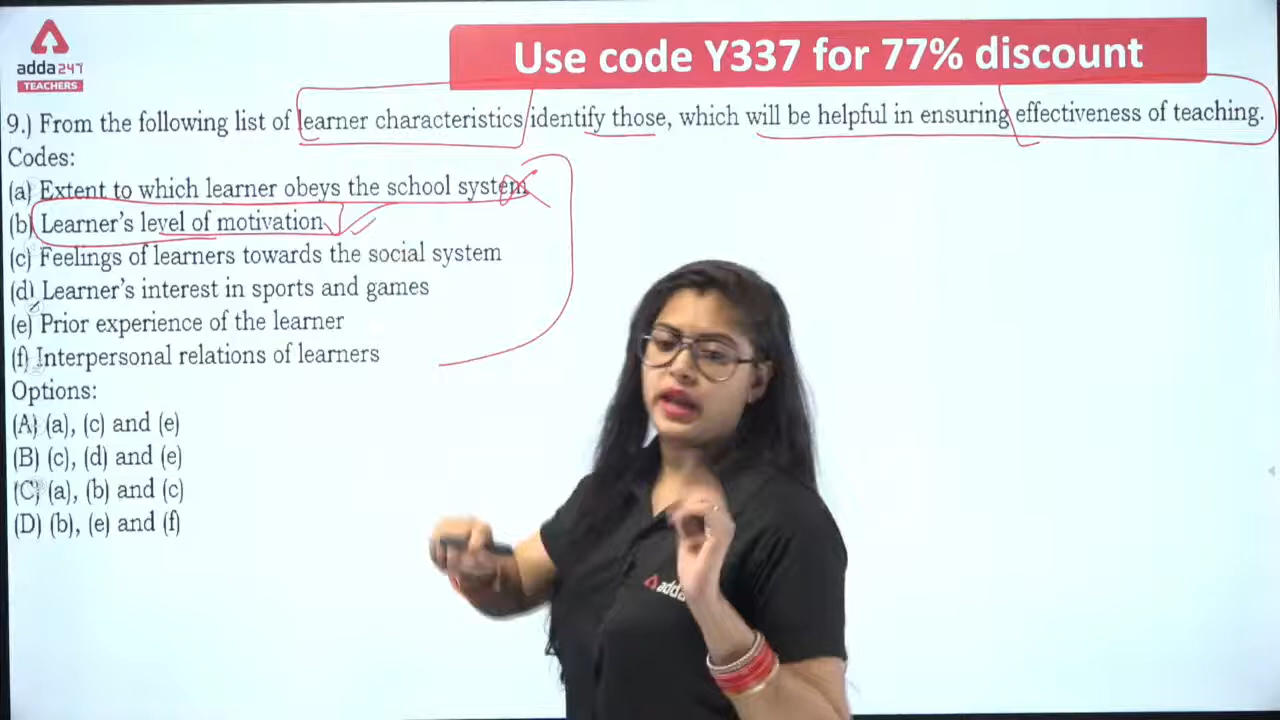 Use code Y337 for 77% discount
adda247
TEACHERS
9.) From the following list of learner characteristics identify those, which will be helpful in ensuring effectiveness of teaching.
Codes:
(a) Extent to which learner obeys the school system
(b) Learner's level of motivation
(c) Feelings of learners towards the social system
(d) Learner's interest in sports and games
(e) Prior experience of the learner
(f) Interpersonal relations of learners
Options:
(A) (a), (c) and (e)
(B) (c), (d) and (e)
(C) (a), (b) and (c)
(D) (b), (e) and (f)